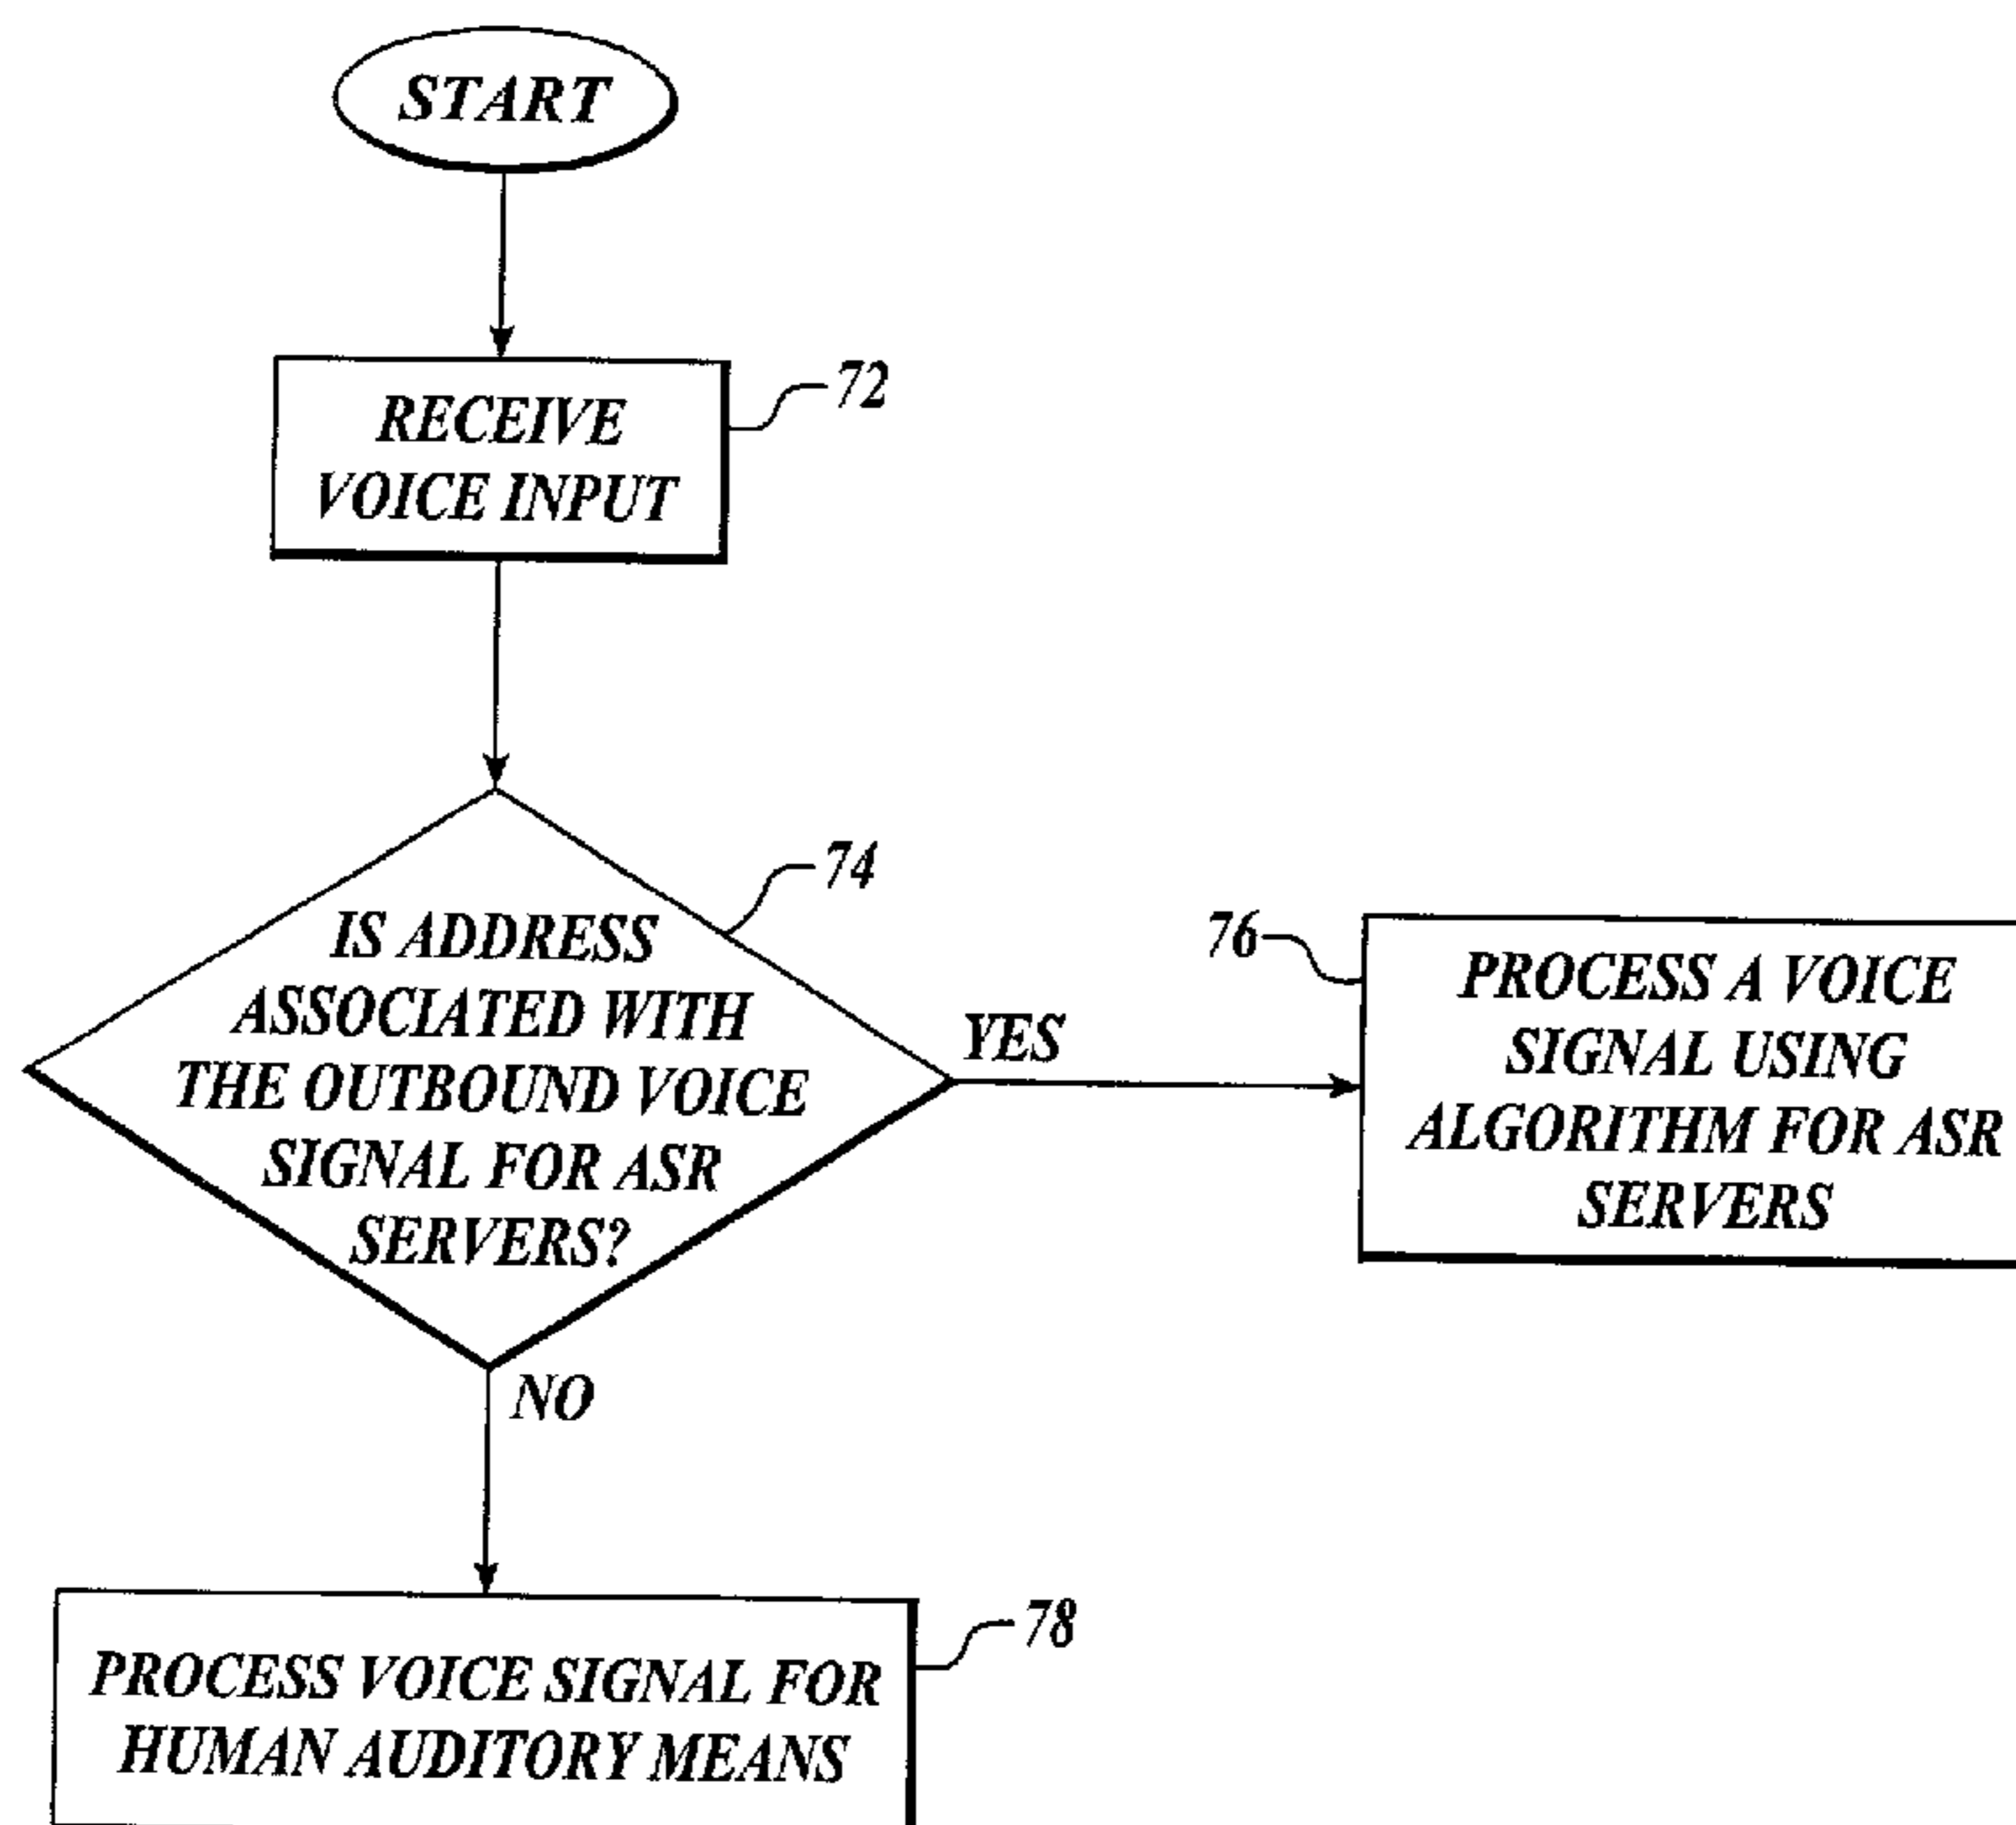 START
72
RECEIVE
VOICE INPUT
74
IS ADDRESS
ASSOCIATED WITH
THE OUTBOUND VOICE
SIGNAL FOR ASR
SERVERS?
YES
76
PROCESS A VOICE
SIGNAL USING
ALGORITHM FOR ASR
SERVERS
NO
78
PROCESS VOICE SIGNAL FOR
HUMAN AUDITORY MEANS